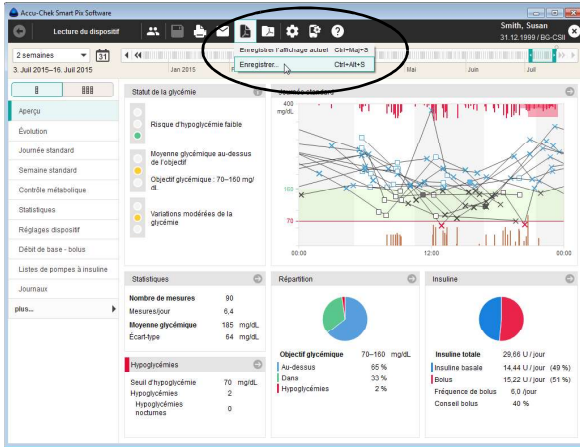 Accu-Chek Smart Pix Software
Lecture du dispositif
Smith, Susan
31.12.1999 / BG-CSII
2 semaines
31
3. Juil 2015–16. Juil 2015
Jan 2015
Mai
Juin
Juil
Enregistrer l'affichage actuel Ctrl+Maj+S
Enregistrer... Ctrl+Alt+S
Aperçu
Évolution
Journée standard
Semaine standard
Contrôle métabolique
Statistiques
Réglages dispositif
Débit de base - bolus
Listes de pompes à insuline
Journaux
plus...
Statut de la glycémie
Risque d'hypoglycémie faible
Moyenne glycémique au-dessus
de l'objectif
Objectif glycémique : 70–160 mg/
dL
Variations modérées de la
glycémie
Journée standard
400
mg/dL
160
70
00:00 12:00 00:00
Statistiques
Nombre de mesures 90
Mesures/jour 6,4
Moyenne glycémique 185 mg/dL
Écart-type 64 mg/dL
Hypoglycémies
Seuil d'hypoglycémie 70 mg/dL
Hypoglycémies 2
Hypoglycémies
nocturnes 0
Répartition
Objectif glycémique 70–160 mg/dL
Au-dessus 65 %
Dans 33 %
Hypoglycémies 2 %
Insuline
Insuline totale 29,66 U / jour
Insuline basale 14,44 U / jour (49 %)
Bolus 15,22 U / jour (51 %)
Fréquence de bolus 6,0 /jour
Conseil bolus 40 %